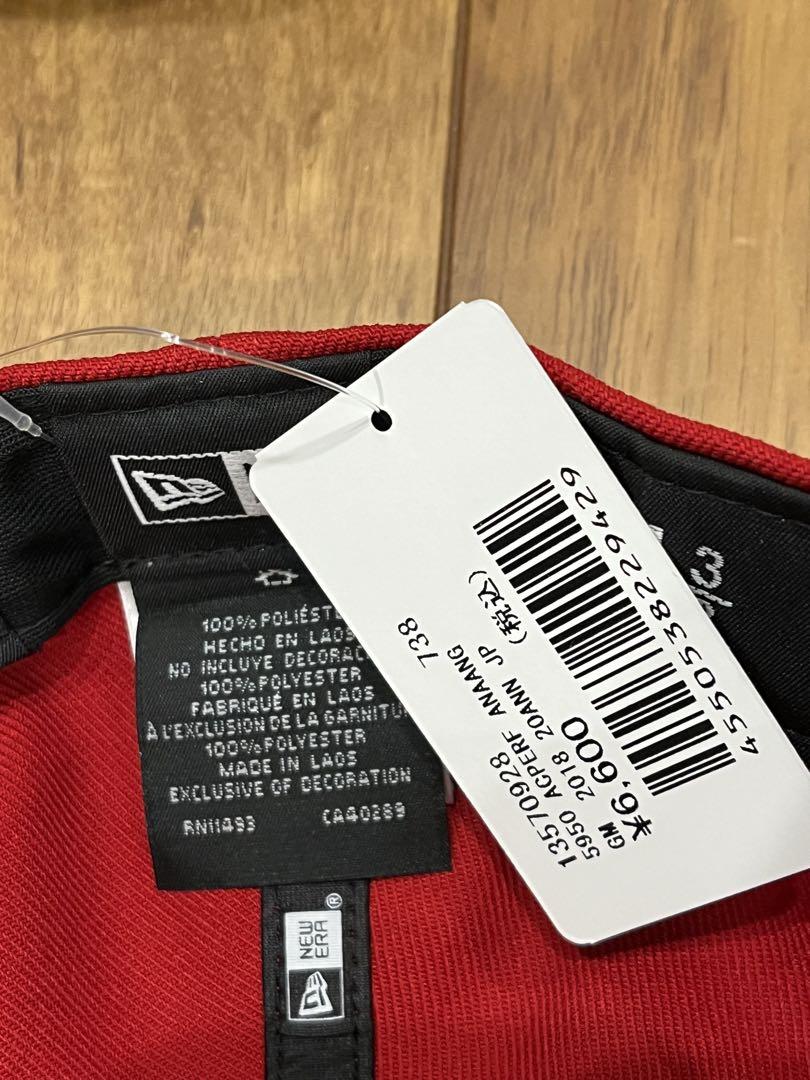 100% POLIÉST
HECHO EN LAOS
NO INCLUYE DECORAC
100% POLYESTER
FABRIQUÉ EN LAOS
À L'EXCLUSION DE LA GARNITU
100% POLYESTER
MADE IN LAOS
EXCLUSIVE OF DECORATION
RN11493 CA40289
NEW
ERA
®
13570928 738
5950 ACPERF ANAANG
GM 2018 20ANN JP
¥6,600 (税込)
4550538229429